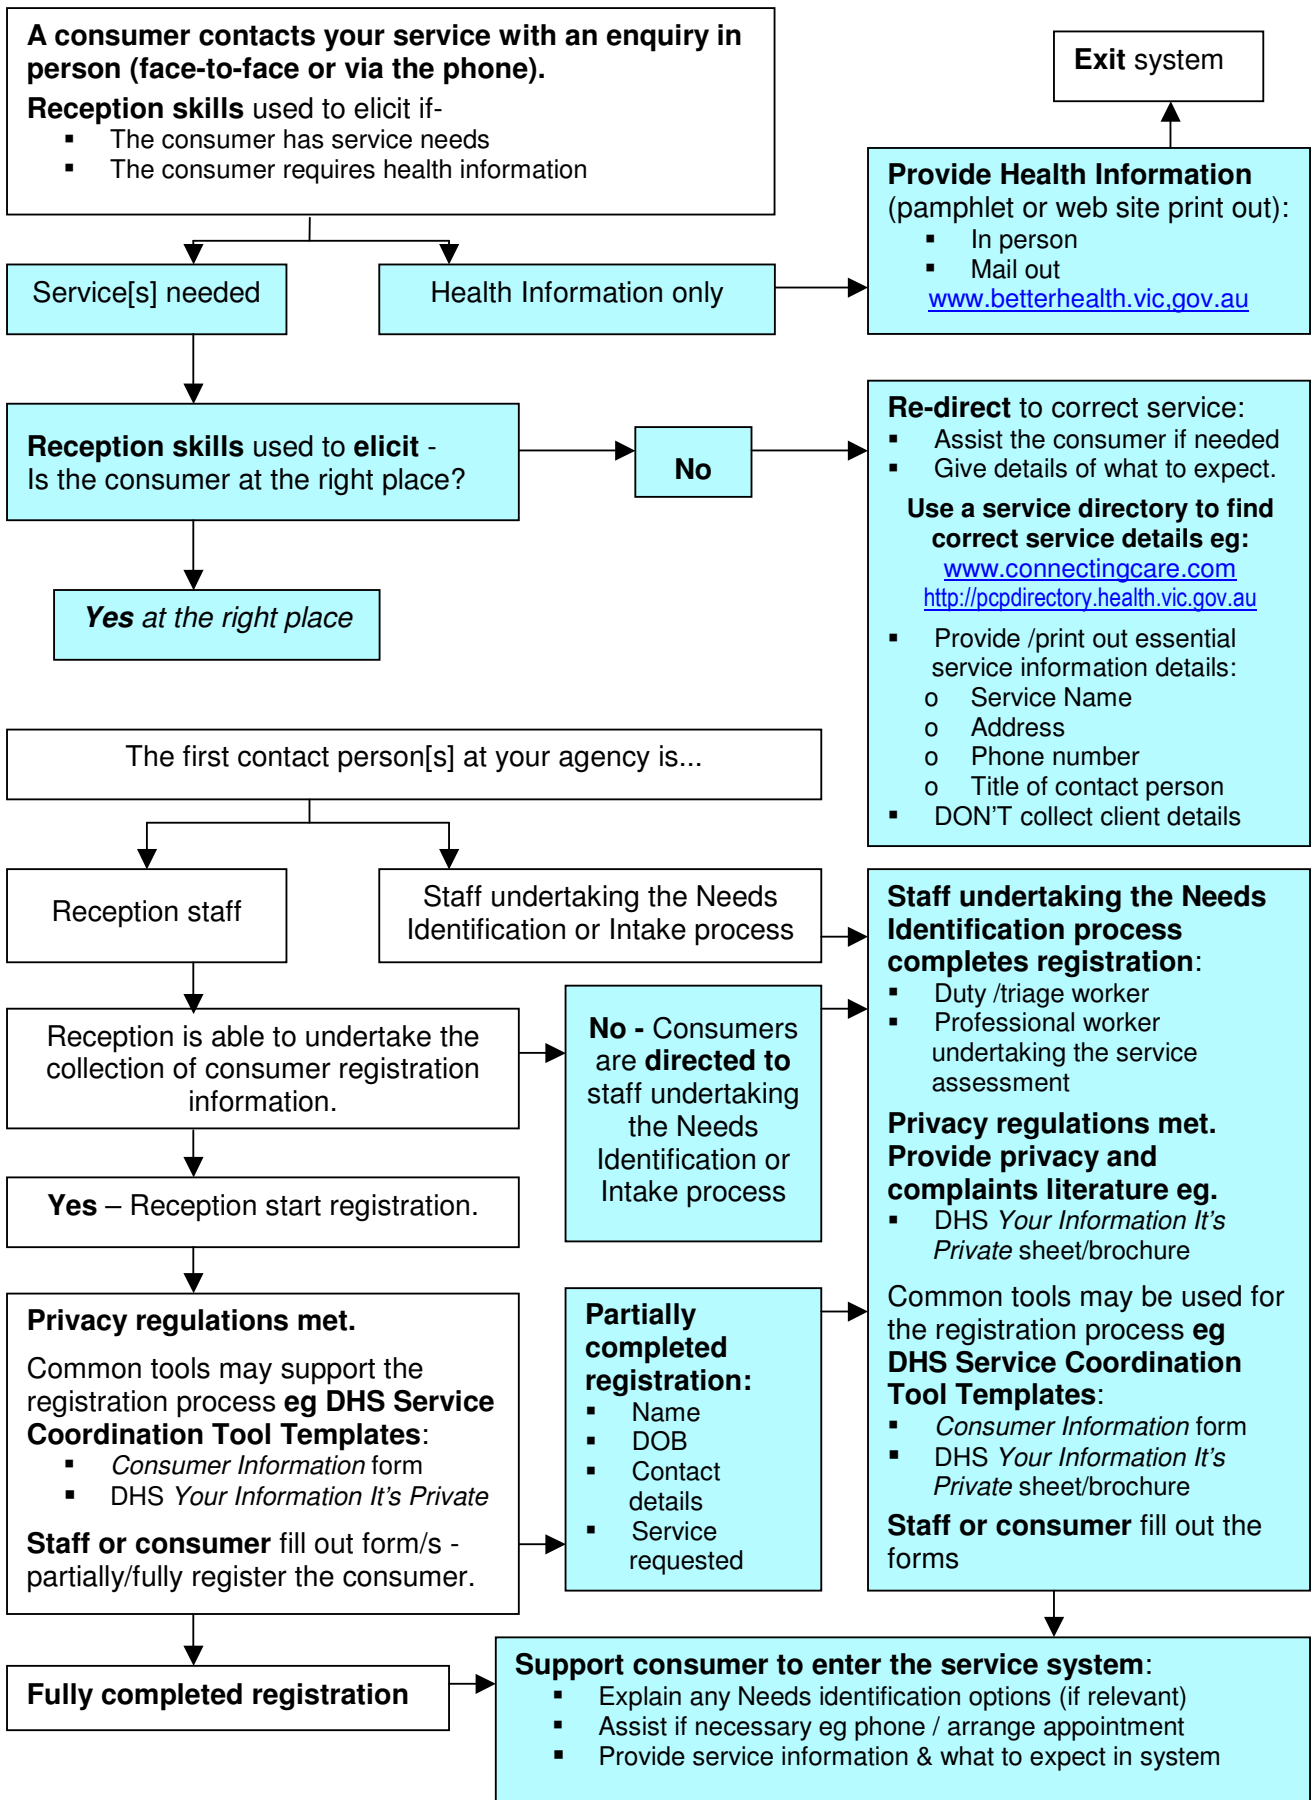 A consumer contacts your service with an enquiry in
person (face-to-face or via the phone).
Reception skills used to elicit if-
▪ The consumer has service needs
▪ The consumer requires health information
Exit system
Provide Health Information
(pamphlet or web site print out):
▪ In person
▪ Mail out
www.betterhealth.vic,gov.au
Service[s] needed
Health Information only
Reception skills used to elicit -
Is the consumer at the right place?
No
Re-direct to correct service:
▪ Assist the consumer if needed
▪ Give details of what to expect.
Use a service directory to find
correct service details eg:
www.connectingcare.com
http://pcpdirectory.health.vic.gov.au
▪ Provide /print out essential
service information details:
o Service Name
o Address
o Phone number
o Title of contact person
▪ DON'T collect client details
Yes at the right place
The first contact person[s] at your agency is...
Reception staff
Staff undertaking the Needs
Identification or Intake process
Staff undertaking the Needs
Identification process
completes registration:
▪ Duty /triage worker
▪ Professional worker
undertaking the service
assessment
Privacy regulations met.
Provide privacy and
complaints literature eg.
▪ DHS Your Information It's
Private sheet/brochure
Common tools may be used for
the registration process eg
DHS Service Coordination
Tool Templates:
▪ Consumer Information form
▪ DHS Your Information It's
Private sheet/brochure
Staff or consumer fill out the
forms
Reception is able to undertake the
collection of consumer registration
information.
No - Consumers
are directed to
staff undertaking
the Needs
Identification or
Intake process
Yes – Reception start registration.
Privacy regulations met.
Common tools may support the
registration process eg DHS Service
Coordination Tool Templates:
▪ Consumer Information form
▪ DHS Your Information It's Private
Staff or consumer fill out form/s -
partially/fully register the consumer.
Partially
completed
registration:
▪ Name
▪ DOB
▪ Contact
details
▪ Service
requested
Fully completed registration
Support consumer to enter the service system:
▪ Explain any Needs identification options (if relevant)
▪ Assist if necessary eg phone / arrange appointment
▪ Provide service information & what to expect in system